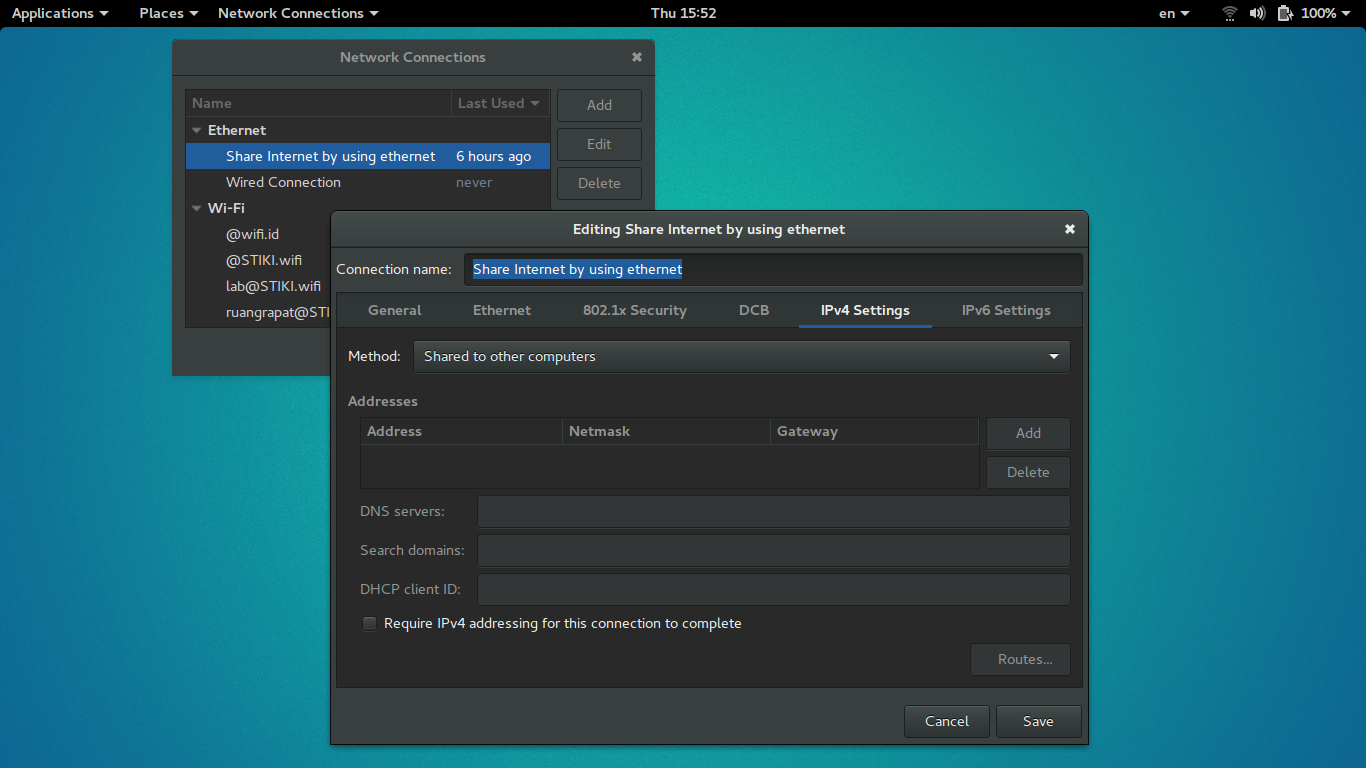 Applications Places Network Connections Thu 15:52 en 100%
Network Connections
Name Last Used
Add
Ethernet
Edit
Share Internet by using ethernet 6 hours ago
Wired Connection never
Delete
Wi-Fi
@wifi.id
@STIKI.wifi
lab@STIKI.wifi
ruangrapat@STI
Editing Share Internet by using ethernet
Connection name: Share Internet by using ethernet
General Ethernet 802.1x Security DCB IPv4 Settings IPv6 Settings
Method: Shared to other computers
Addresses
Address Netmask Gateway
Add
Delete
DNS servers:
Search domains:
DHCP client ID:
Require IPv4 addressing for this connection to complete
Routes...
Cancel Save